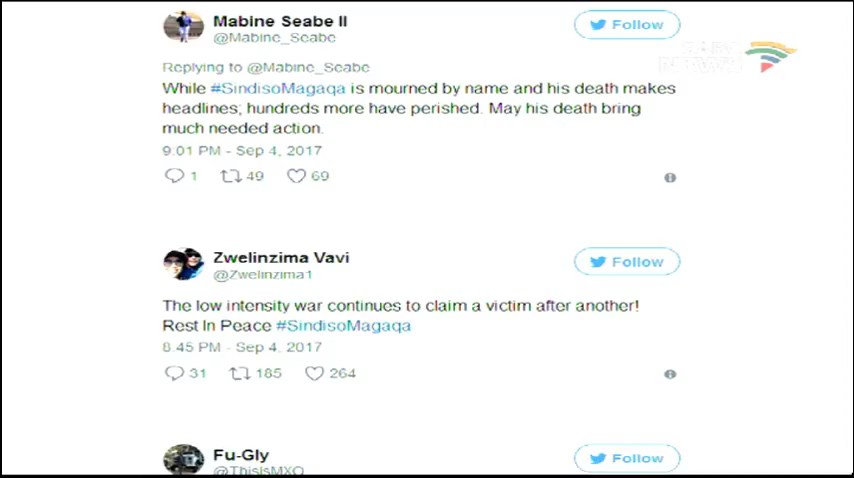 Mabine Seabe II
@Mabine_Seabe
Follow
SABC
NEWS
Replying to @Mabine_Seabe
While #SindisoMagaqa is mourned by name and his death makes
headlines; hundreds more have perished. May his death bring
much needed action.
9:01 PM - Sep 4, 2017
1 49 69
Zwelinzima Vavi
@Zwelinzima1
Follow
The low intensity war continues to claim a victim after another!
Rest In Peace #SindisoMagaqa
8:45 PM - Sep 4, 2017
31 185 264
Fu-Gly
@ThisIsMXO
Follow